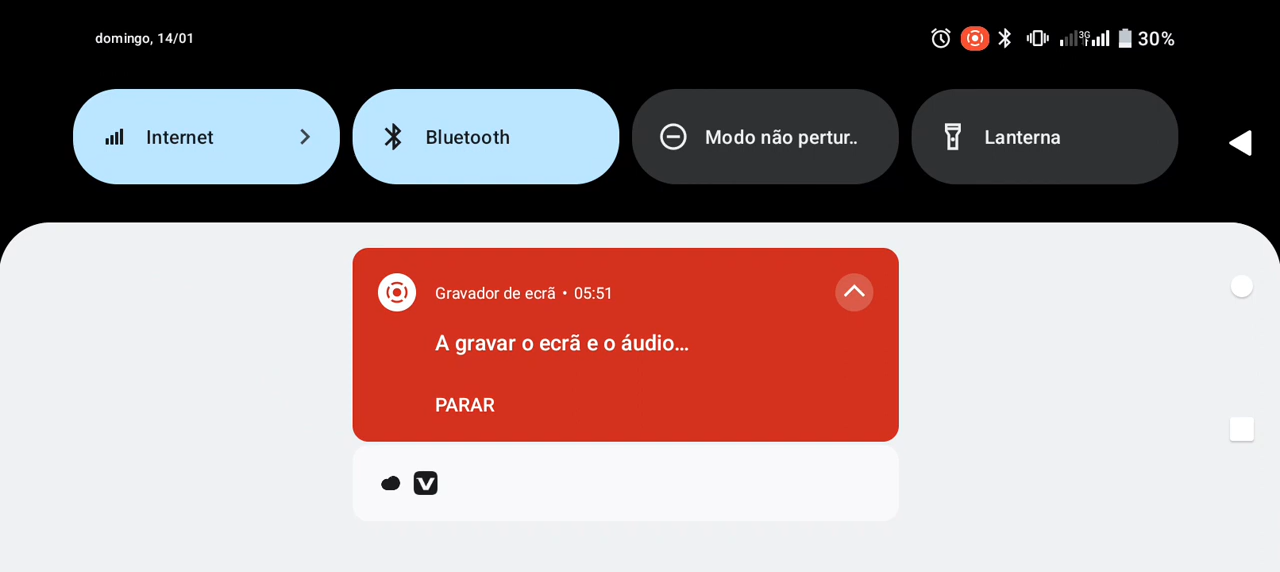 domingo, 14/01
3G
30%
Internet
Bluetooth
Modo não pertur..
Lanterna
Gravador de ecrã • 05:51
A gravar o ecrã e o áudio...
PARAR